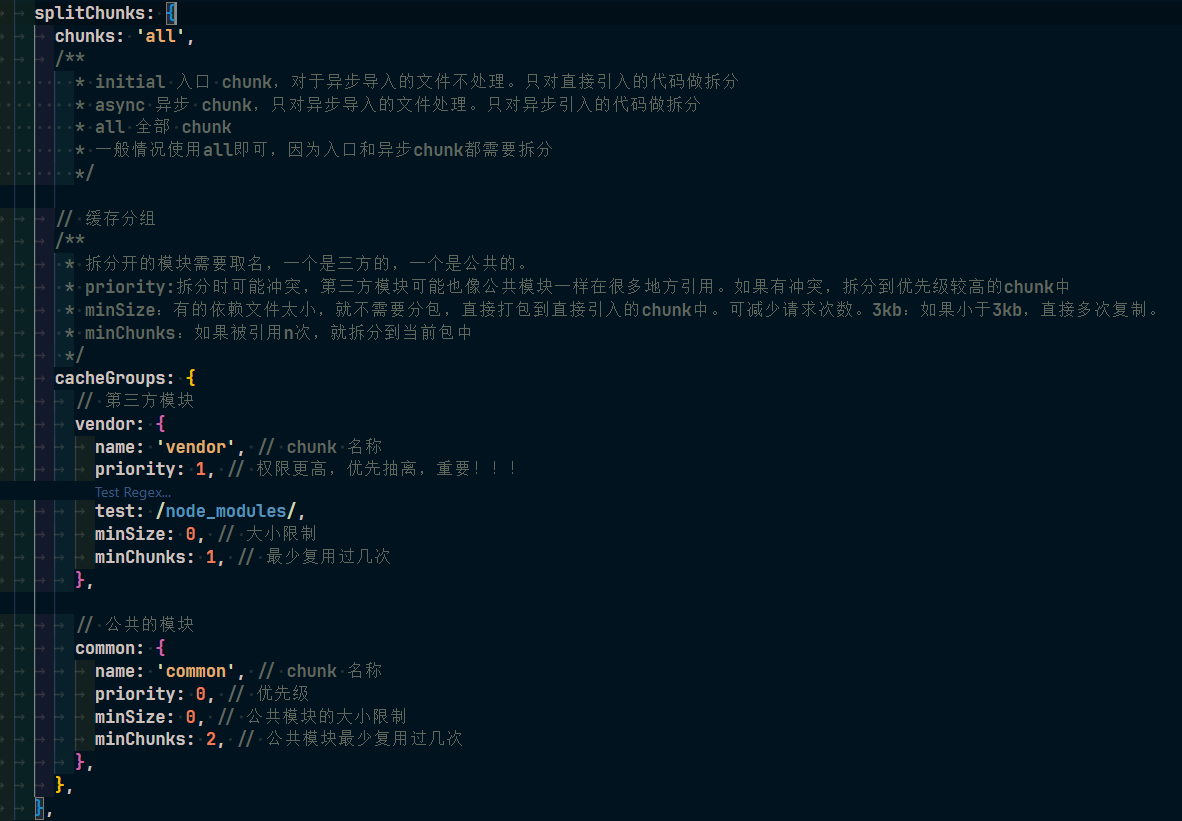 splitChunks: {
chunks: 'all',
/**
* initial 入口 chunk，对于异步导入的文件不处理。只对直接引入的代码做拆分
* async 异步 chunk，只对异步导入的文件处理。只对异步引入的代码做拆分
* all 全部 chunk
* 一般情况使用all即可，因为入口和异步chunk都需要拆分
*/
// 缓存分组
/**
* 拆分开的模块需要取名，一个是三方的，一个是公共的。
* priority:拆分时可能冲突，第三方模块可能也像公共模块一样在很多地方引用。如果有冲突，拆分到优先级较高的chunk中
* minSize：有的依赖文件太小，就不需要分包，直接打包到直接引入的chunk中。可减少请求次数。3kb：如果小于3kb，直接多次复制。
* minChunks：如果被引用n次，就拆分到当前包中
*/
cacheGroups: {
// 第三方模块
vendor: {
name: 'vendor', // chunk 名称
priority: 1, // 权限更高，优先抽离，重要！！！
Test Regex...
test: /node_modules/,
minSize: 0, // 大小限制
minChunks: 1, // 最少复用过几次
},
// 公共的模块
common: {
name: 'common', // chunk 名称
priority: 0, // 优先级
minSize: 0, // 公共模块的大小限制
minChunks: 2, // 公共模块最少复用过几次
},
},
},